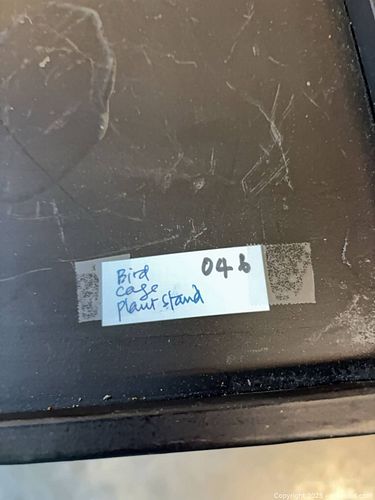 Bird
cage
plant stand
046